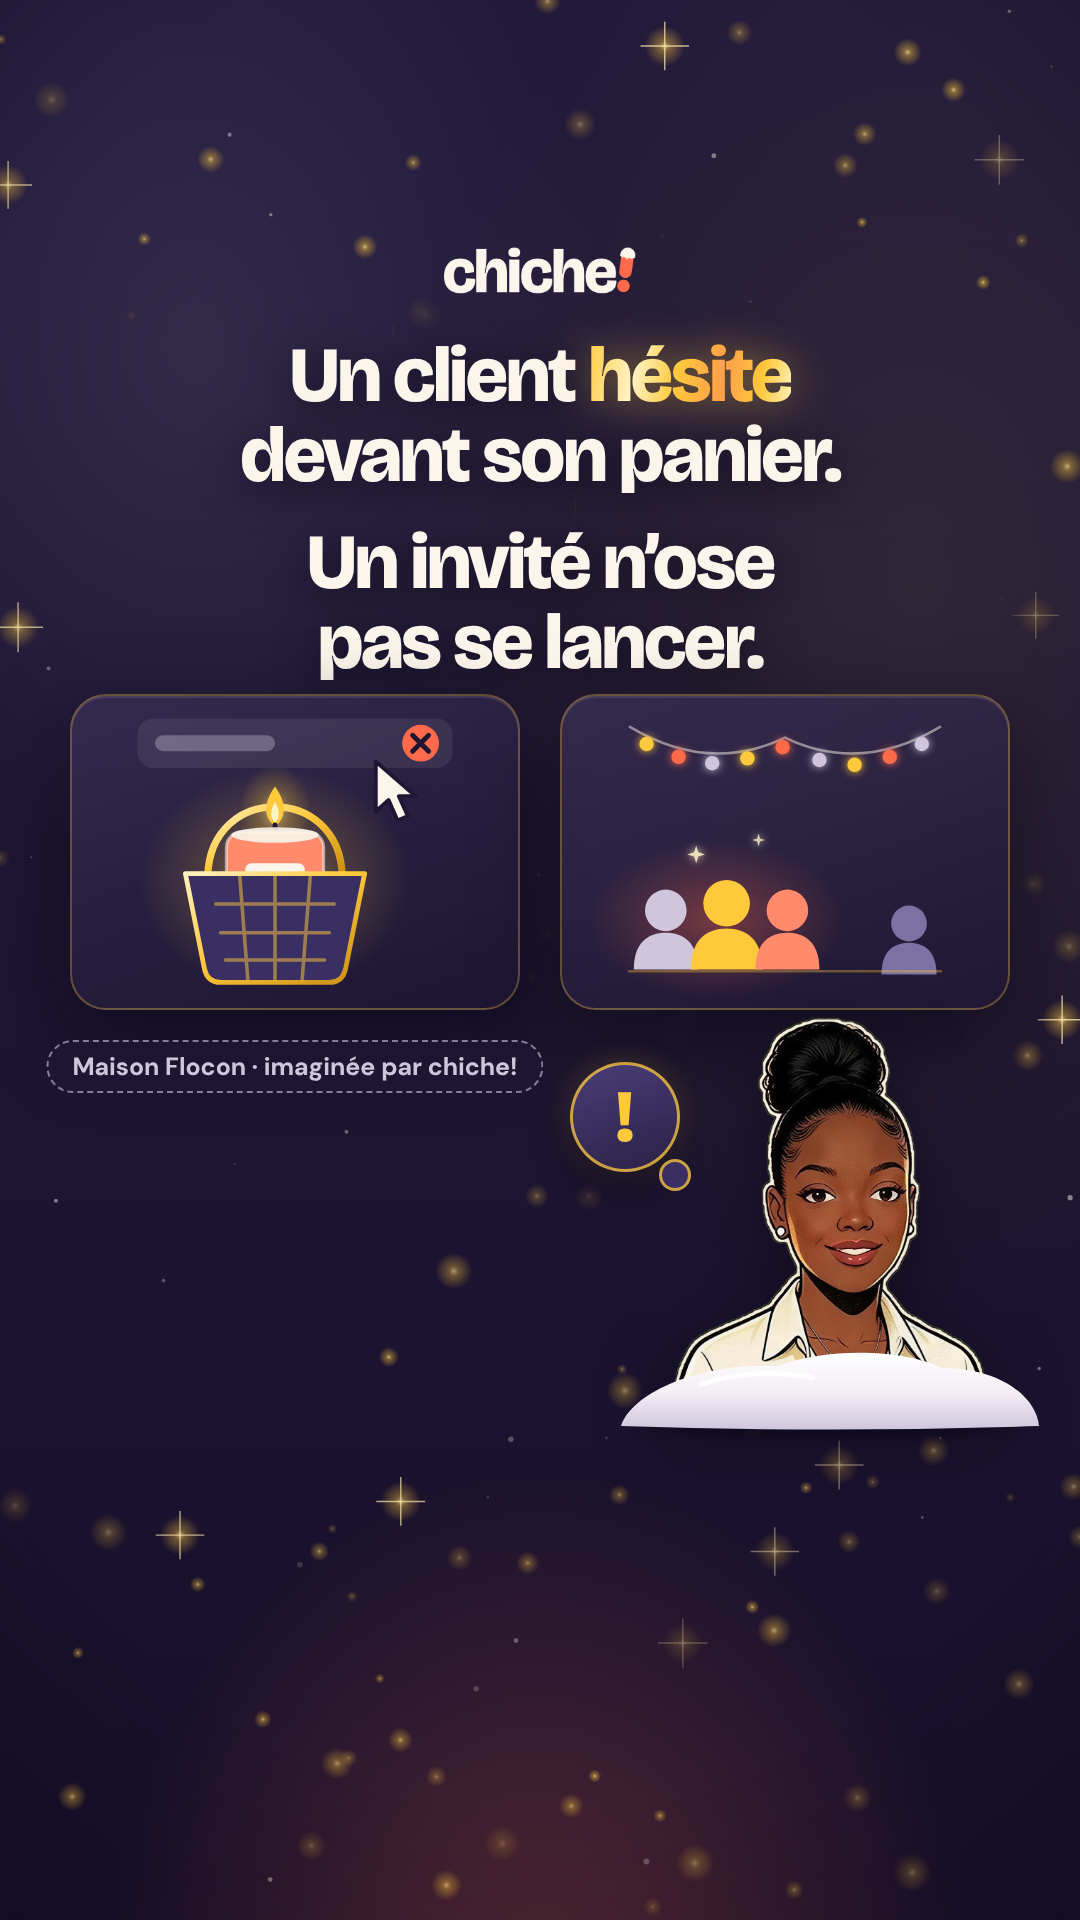 chiche!
Un client hésite
devant son panier.
Un invité n’ose
pas se lancer.
Maison Flocon · imaginée par chiche!
!